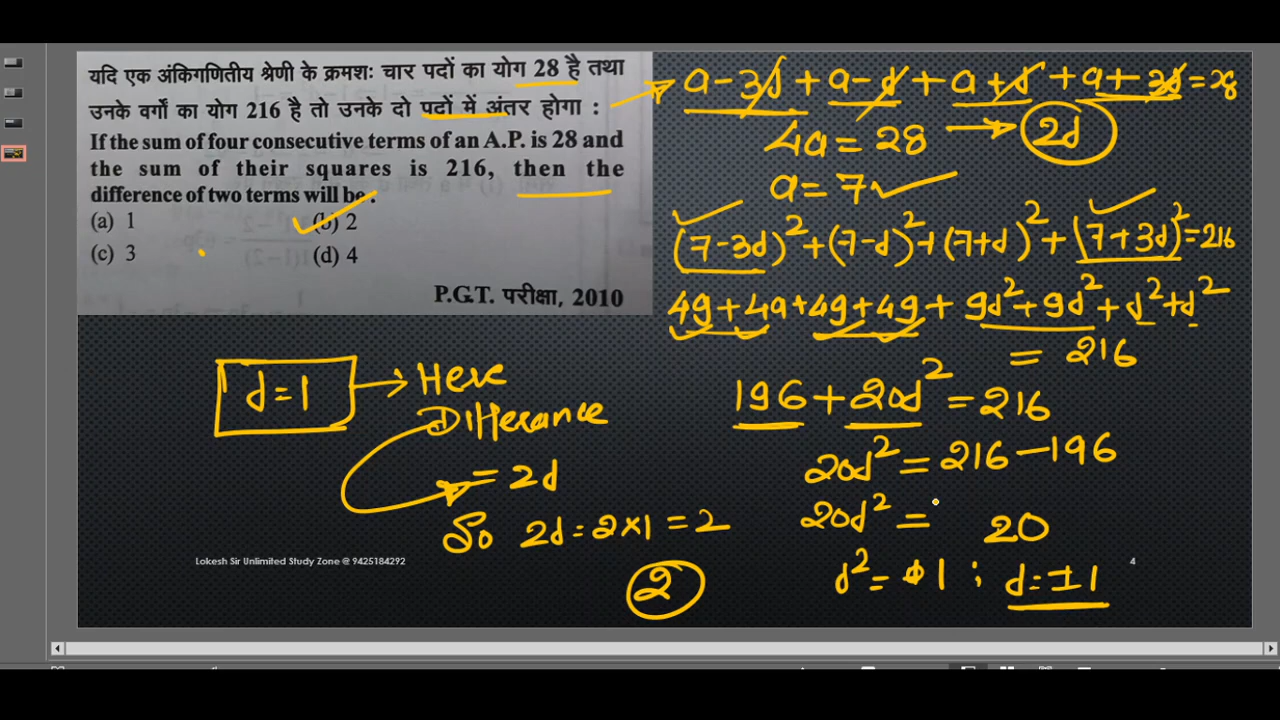 यदि एक अंकिगणितीय श्रेणी के क्रमशः चार पदों का योग 28 है तथा
उनके वर्गों का योग 216 है तो उनके दो पदों में अंतर होगा :
If the sum of four consecutive terms of an A.P. is 28 and
the sum of their squares is 216, then the
difference of two terms will be :
(a) 1 (b) 2
(c) 3 (d) 4
P.G.T. परीक्षा, 2010
a-3d+a-d+a+d+a+3d=28
4a=28 → 2d
a=7
(7-3d)²+(7-d)²+(7+d)²+(7+3d)²=216
49+49+49+49+9d²+9d²+d²+d²
=216
196+20d²=216
20d²=216-196
20d²= 20
d²=1 ; d=±1
d=1 → Here
Differance
=2d
So 2d=2×1=2
2
Lokesh Sir Unlimited Study Zone @ 9425184292
4